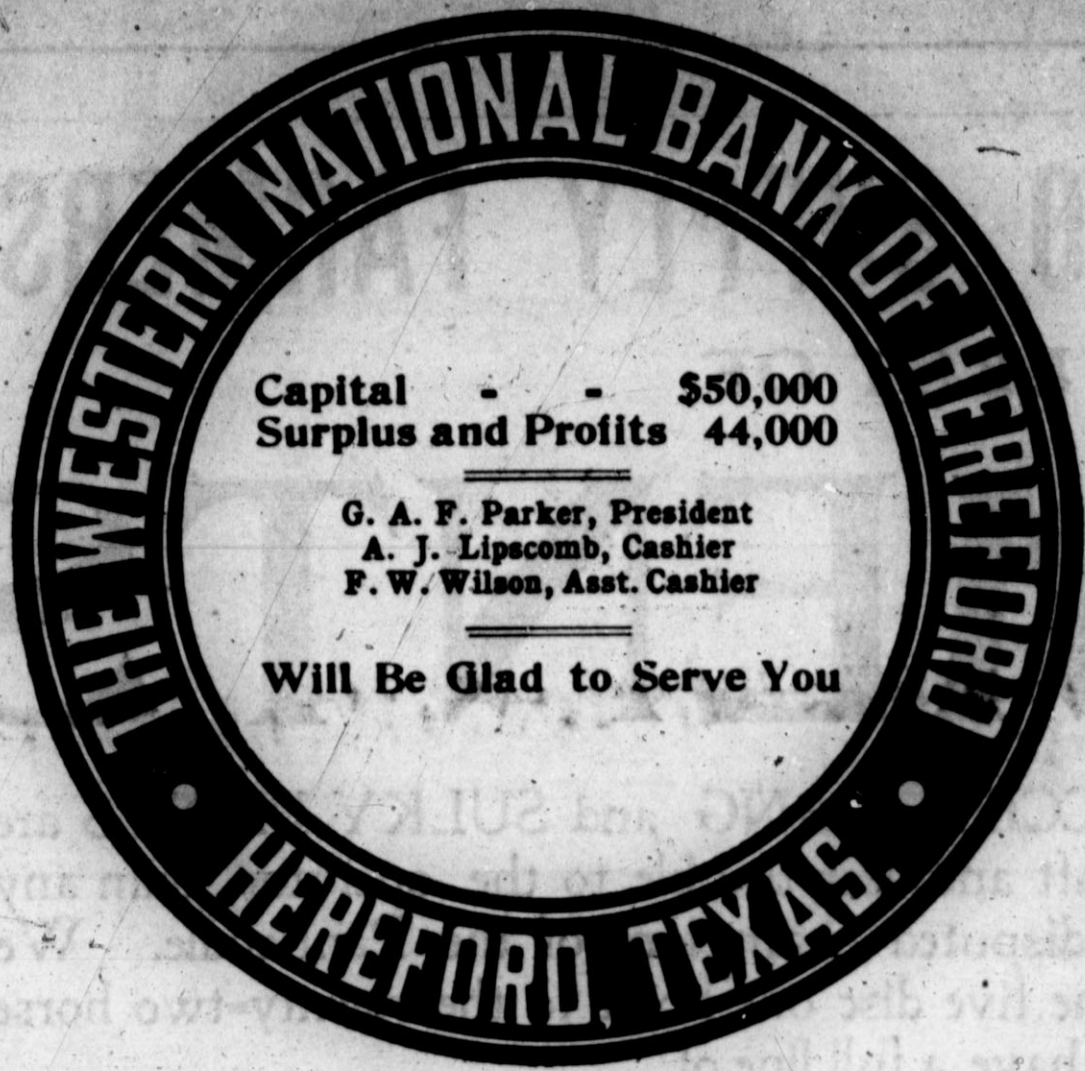 THE WESTERN NATIONAL BANK OF HEREFORD
Capital - - $50,000
Surplus and Profits 44,000
G. A. F. Parker, President
A. J. Lipscomb, Cashier
F. W. Wilson, Asst. Cashier
Will Be Glad to Serve You
HEREFORD, TEXAS.